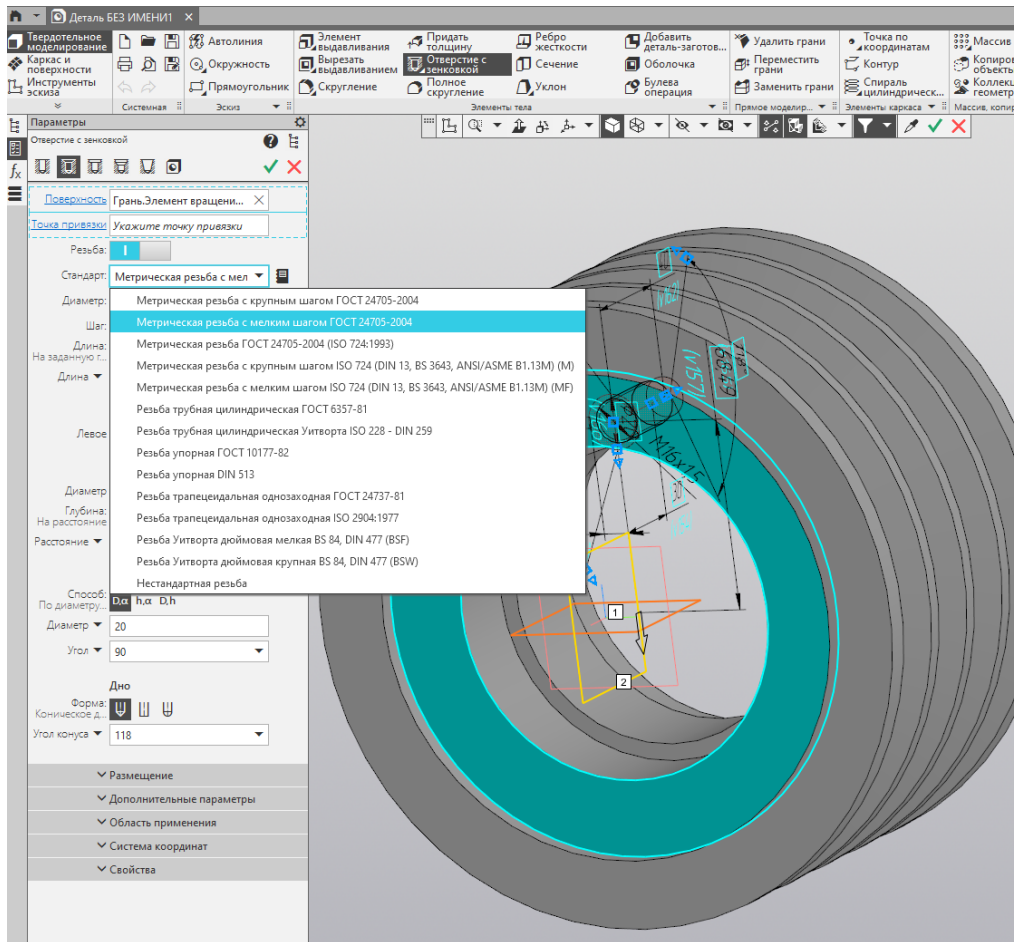 Деталь БЕЗ ИМЕНИ1
Твердотельное моделирование
Каркас и поверхности
Инструменты эскиза
Системная
Автолиния
Окружность
Прямоугольник
Эскиз
Элемент выдавливания
Вырезать выдавливанием
Скругление
Придать толщину
Отверстие с зенковкой
Полное скругление
Ребро жесткости
Сечение
Уклон
Добавить деталь-заготов...
Оболочка
Булева операция
Элементы тела
Удалить грани
Переместить грани
Заменить грани
Прямое моделир...
Точка по координатам
Контур
Спираль цилиндрическ...
Элементы каркаса
Массив
Копиров
объекты
Коллекц
геометр
Массив, копир
Параметры
Отверстие с зенковкой
Поверхность Грань.Элемент вращени...
Точка привязки Укажите точку привязки
Резьба:
Стандарт: Метрическая резьба с мел
Диаметр:
Шаг:
Длина:
На заданную г...
Длина
Левое
Диаметр
Глубина:
На расстояние
Расстояние
Метрическая резьба с крупным шагом ГОСТ 24705-2004
Метрическая резьба с мелким шагом ГОСТ 24705-2004
Метрическая резьба ГОСТ 24705-2004 (ISO 724:1993)
Метрическая резьба с крупным шагом ISO 724 (DIN 13, BS 3643, ANSI/ASME B1.13M) (M)
Метрическая резьба с мелким шагом ISO 724 (DIN 13, BS 3643, ANSI/ASME B1.13M) (MF)
Резьба трубная цилиндрическая ГОСТ 6357-81
Резьба трубная цилиндрическая Уитворта ISO 228 - DIN 259
Резьба упорная ГОСТ 10177-82
Резьба упорная DIN 513
Резьба трапецеидальная однозаходная ГОСТ 24737-81
Резьба трапецеидальная однозаходная ISO 2904:1977
Резьба Уитворта дюймовая мелкая BS 84, DIN 477 (BSF)
Резьба Уитворта дюймовая крупная BS 84, DIN 477 (BSW)
Нестандартная резьба
Способ:
По диаметру...
D,α h,α D,h
Диаметр 20
Угол 90
Дно
Форма:
Коническое д...
Угол конуса 118
Размещение
Дополнительные параметры
Область применения
Система координат
Свойства
(v157)
M16x1.5
1
2